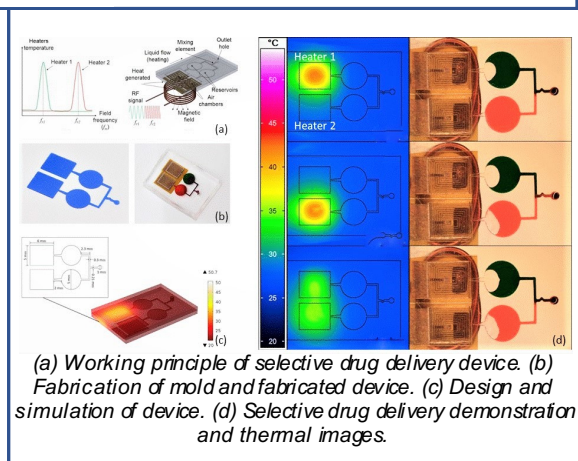 Heaters
temperature
Heater 1
Heater 2
Field
frequency
Mixing
element
Outlet
hole
Liquid flow
(heating)
Heat
generated
RF
signal
Reservoirs
Air
chambers
Magnetic
field
(a)
(b)
(c)
°C
50
45
40
35
30
25
20
Heater 1
Heater 2
(d)
(a) Working principle of selective drug delivery device. (b)
Fabrication of mold and fabricated device. (c) Design and
simulation of device. (d) Selective drug delivery demonstration
and thermal images.